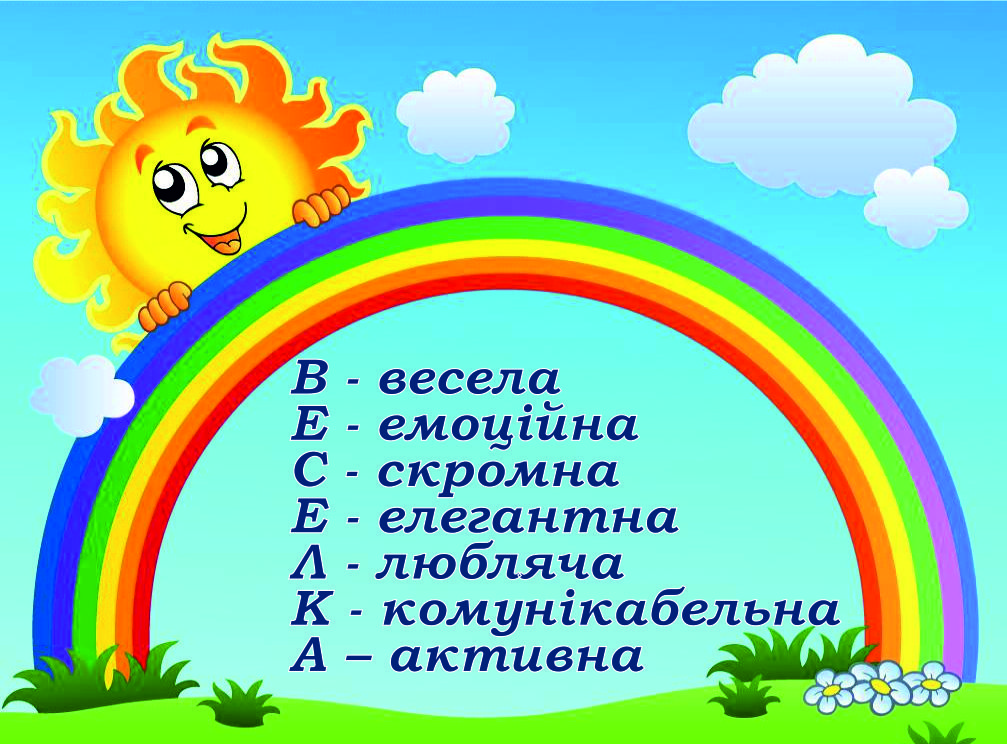 В - весела
Е - емоційна
С - скромна
Е - елегантна
Л - любляча
К - комунікабельна
А – активна